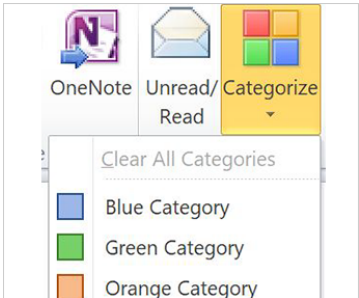 OneNote
Unread/
Read
Categorize
Clear All Categories
Blue Category
Green Category
Orange Category